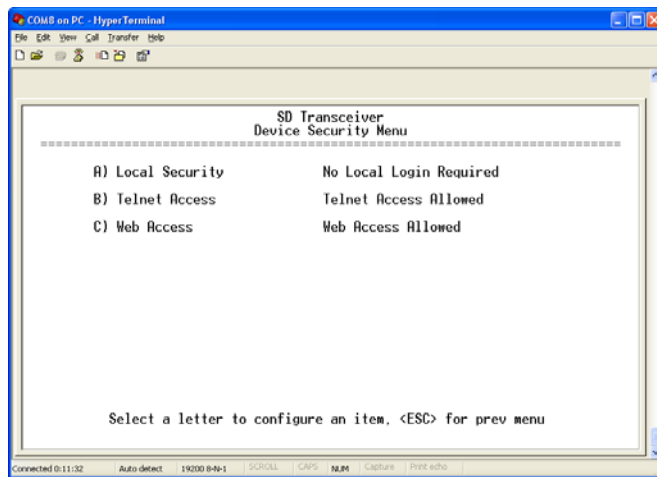 COM8 on PC - HyperTerminal
File Edit View Call Transfer Help
SD Transceiver
Device Security Menu
================================================================================
A) Local Security No Local Login Required
B) Telnet Access Telnet Access Allowed
C) Web Access Web Access Allowed
Select a letter to configure an item, <ESC> for prev menu
Connected 0:11:32 Auto detect 19200 8-N-1 SCROLL CAPS NUM Capture Print echo